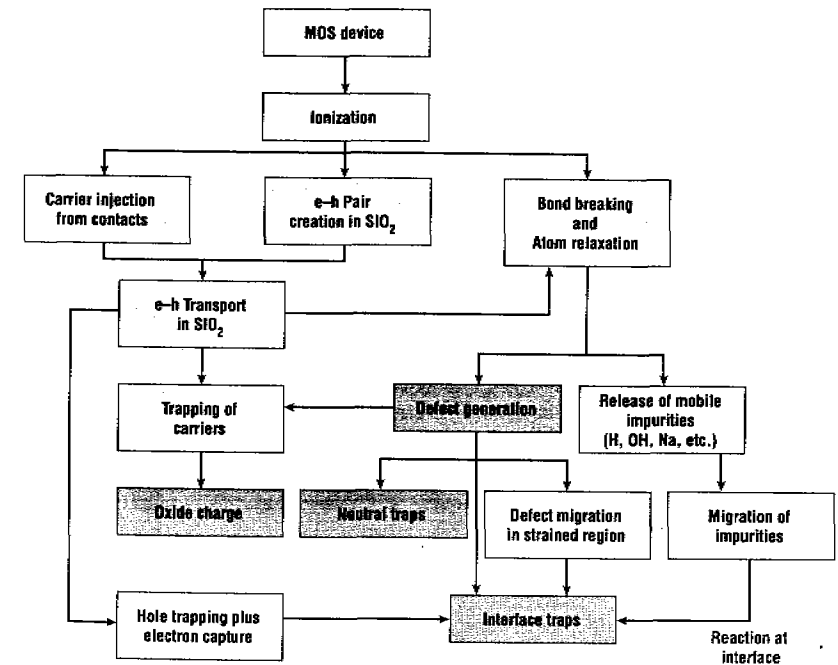 MOS device
Ionization
Carrier injection
from contacts
e–h Pair
creation in SiO2
Bond breaking
and
Atom relaxation
e–h Transport
in SiO2
Trapping of
carriers
Defect generation
Release of mobile
impurities
(H, OH, Na, etc.)
Oxide charge
Neutral traps
Defect migration
in strained region
Migration of
impurities
Hole trapping plus
electron capture
Interface traps
Reaction at
interface